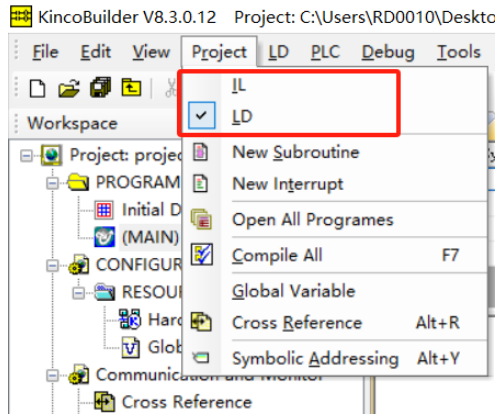 KincoBuilder V8.3.0.12 Project: C:\Users\RD0010\Deskto
File Edit View Project LD PLC Debug Tools
IL
Workspace
LD
Project: projec
New Subroutine
PROGRAM
New Interrupt
Initial D
Open All Programes
(MAIN)
Compile All F7
CONFIGUR
Global Variable
RESOU
Hard
Cross Reference Alt+R
Glob
Symbolic Addressing Alt+Y
Communication and Monitor
Cross Reference